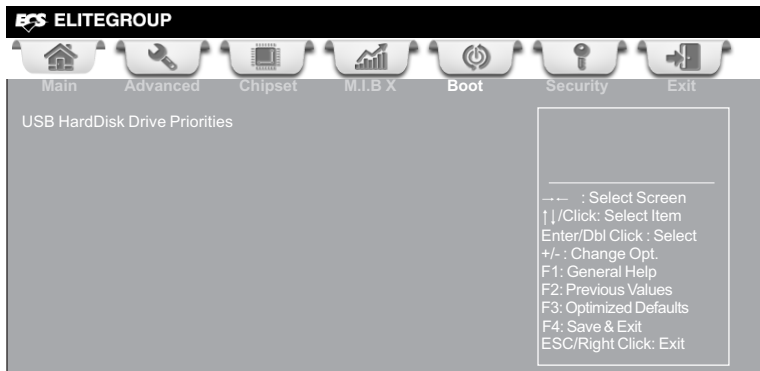 ECS ELITEGROUP
Main Advanced Chipset M.I.B X Boot Security Exit
USB HardDisk Drive Priorities
→← : Select Screen
↑↓/Click: Select Item
Enter/Dbl Click : Select
+/- : Change Opt.
F1: General Help
F2: Previous Values
F3: Optimized Defaults
F4: Save & Exit
ESC/Right Click: Exit